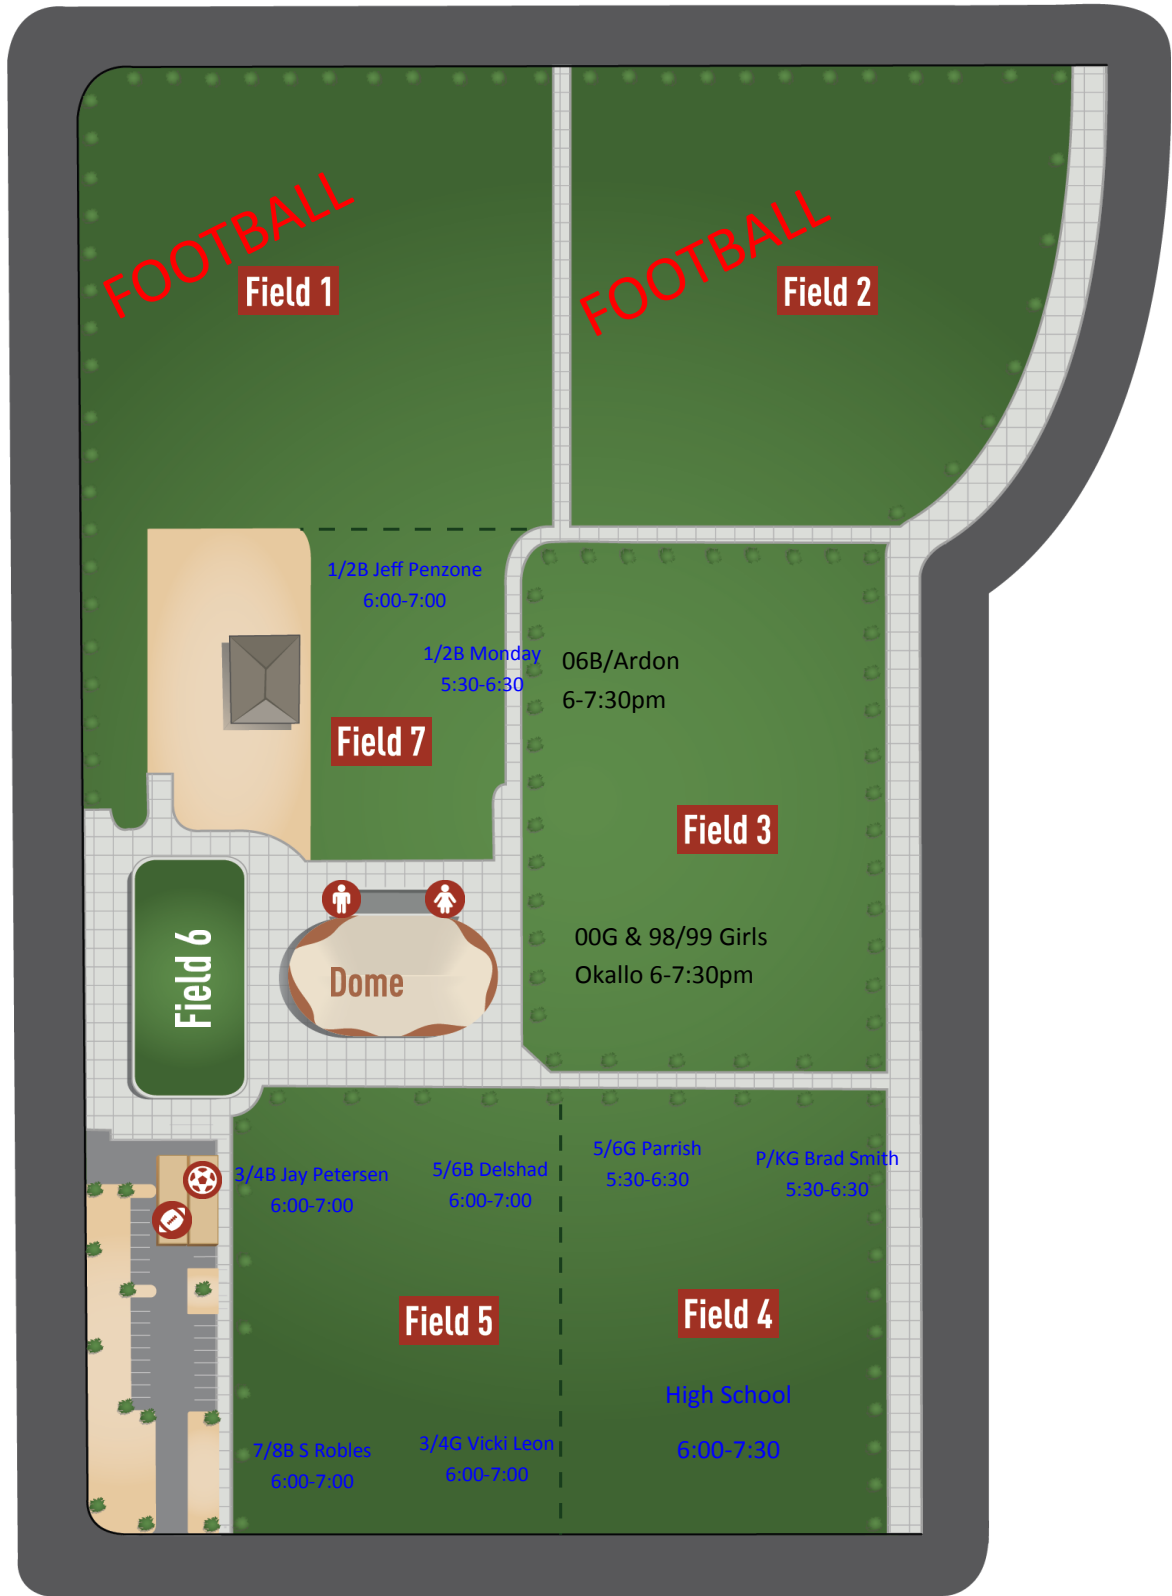 FOOTBALL
Field 1
FOOTBALL
Field 2
1/2B Jeff Penzone
6:00-7:00
1/2B Monday
5:30-6:30
Field 7
06B/Ardon
6-7:30pm
Field 3
00G & 98/99 Girls
Okallo 6-7:30pm
Field 6
Dome
3/4B Jay Petersen
6:00-7:00
5/6B Delshad
6:00-7:00
5/6G Parrish
5:30-6:30
P/KG Brad Smith
5:30-6:30
Field 5
Field 4
High School
6:00-7:30
7/8B S Robles
6:00-7:00
3/4G Vicki Leon
6:00-7:00